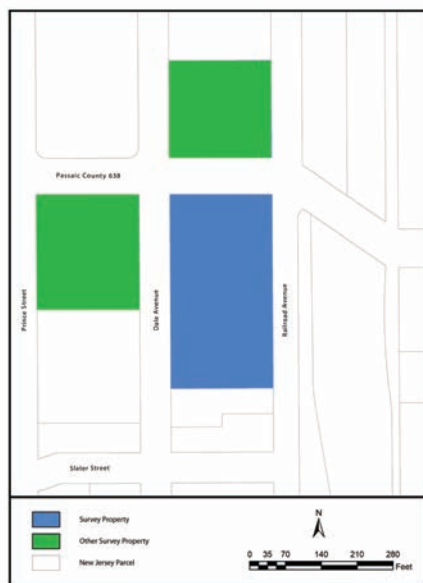 Passaic County 638
Prince Street
Dale Avenue
Railroad Avenue
Slater Street
Survey Property
Other Survey Property
New Jersey Parcel
N
0 35 70 140 210 280
Feet